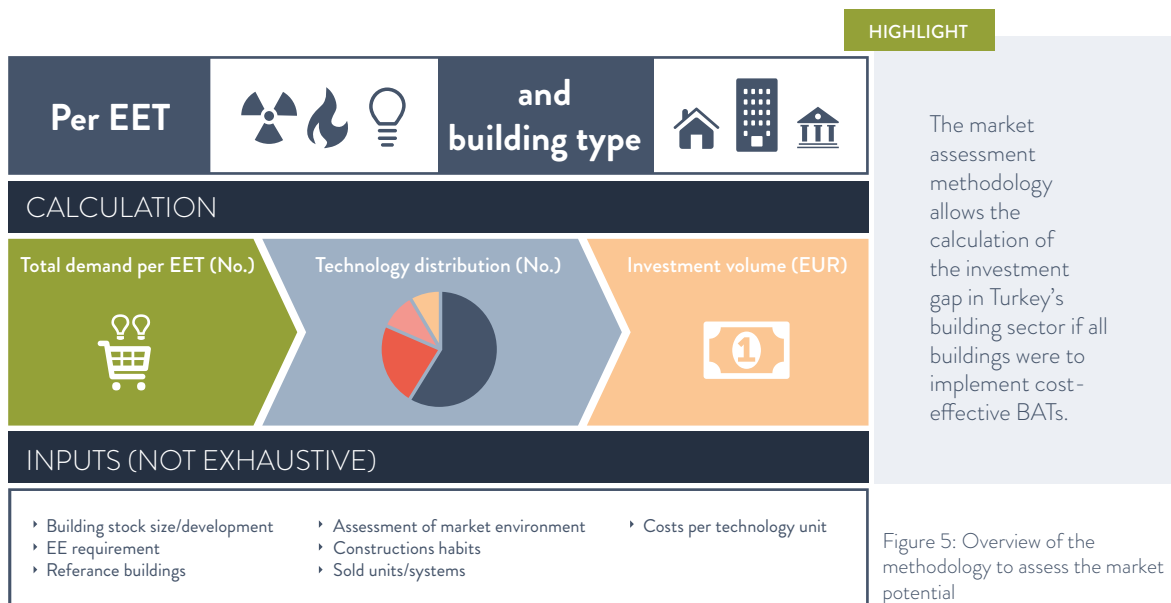 HIGHLIGHT
Per EET
and
building type
CALCULATION
Total demand per EET (No.)
Technology distribution (No.)
Investment volume (EUR)
1
INPUTS (NOT EXHAUSTIVE)
‣ Building stock size/development
‣ EE requirement
‣ Referance buildings
‣ Assessment of market environment
‣ Constructions habits
‣ Sold units/systems
‣ Costs per technology unit
The market
assessment
methodology
allows the
calculation of
the investment
gap in Turkey's
building sector if all
buildings were to
implement cost-
effective BATs.
Figure 5: Overview of the
methodology to assess the market
potential